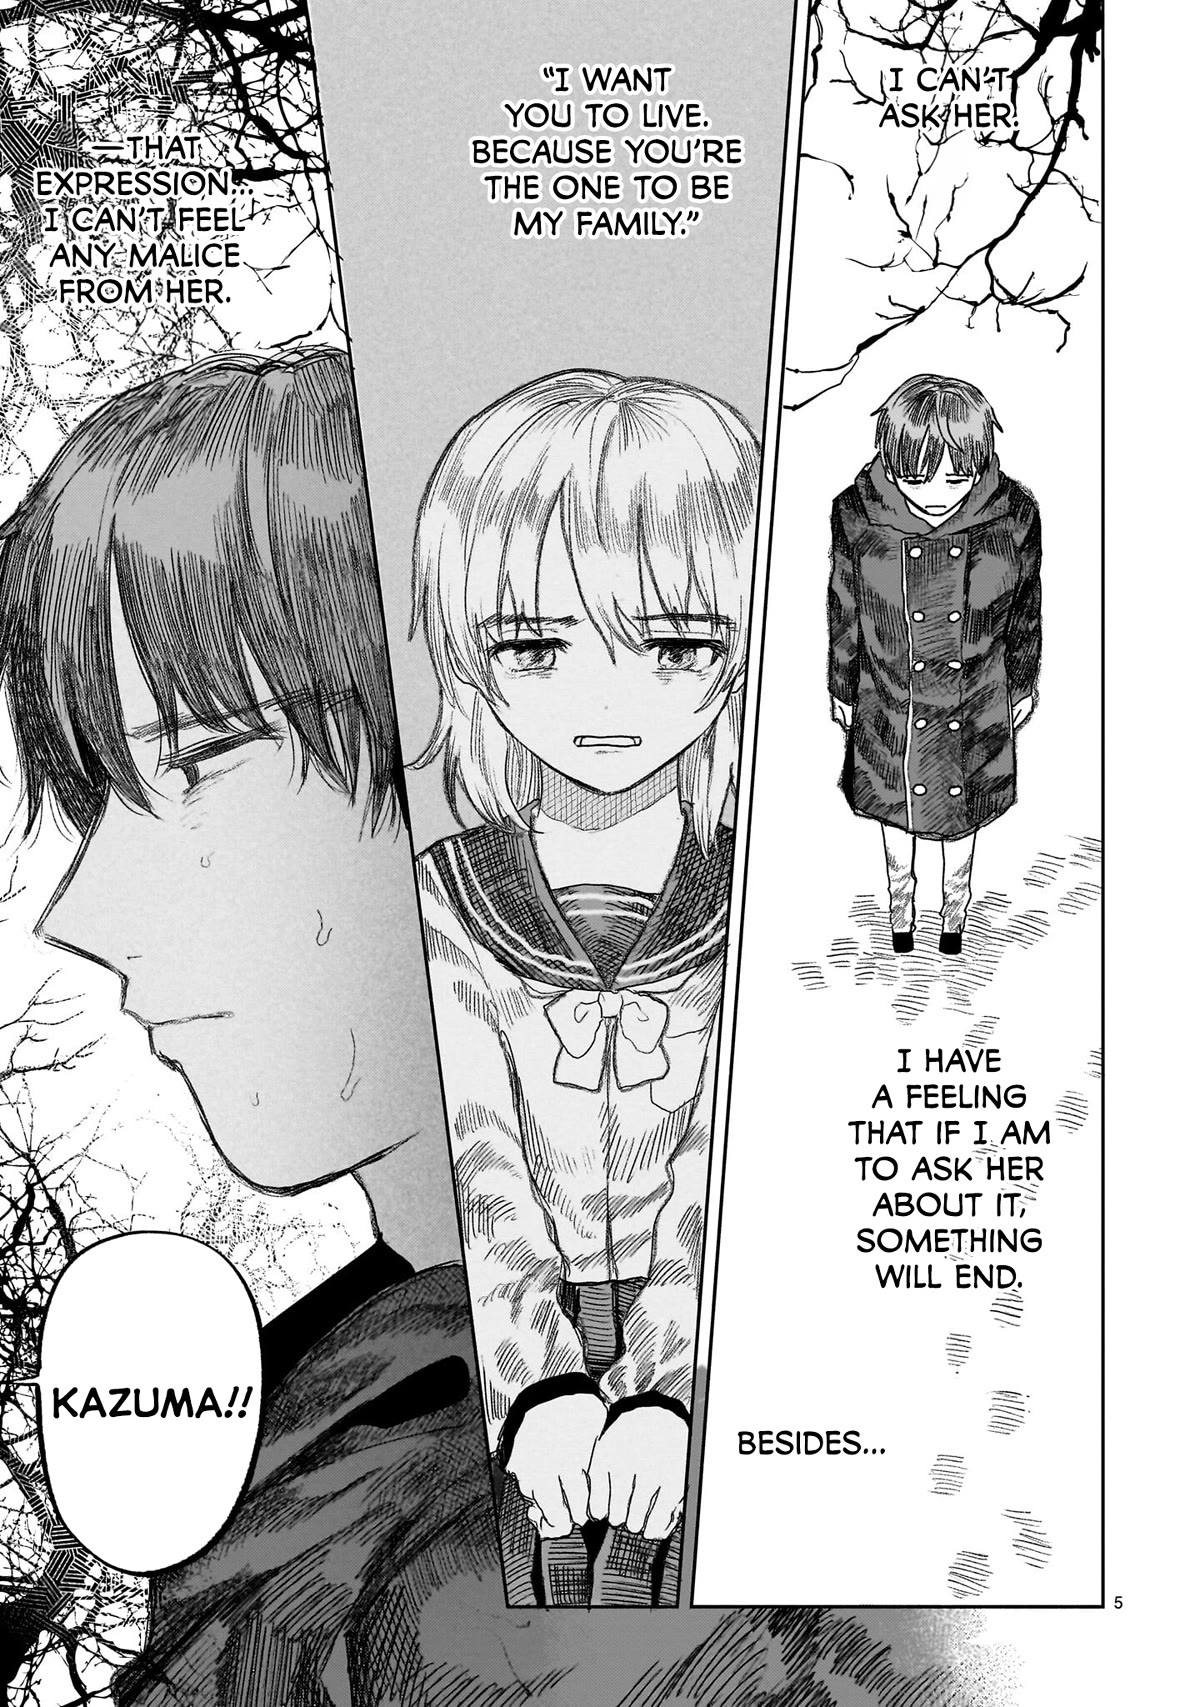 I CAN'T
ASK HER.
I HAVE
A FEELING
THAT IF I AM
TO ASK HER
ABOUT IT,
SOMETHING
WILL END.
BESIDES...
"I WANT
YOU TO LIVE.
BECAUSE YOU'RE
THE ONE TO BE
MY FAMILY."
—THAT
EXPRESSION...
I CAN'T FEEL
ANY MALICE
FROM HER.
KAZUMA!!
5